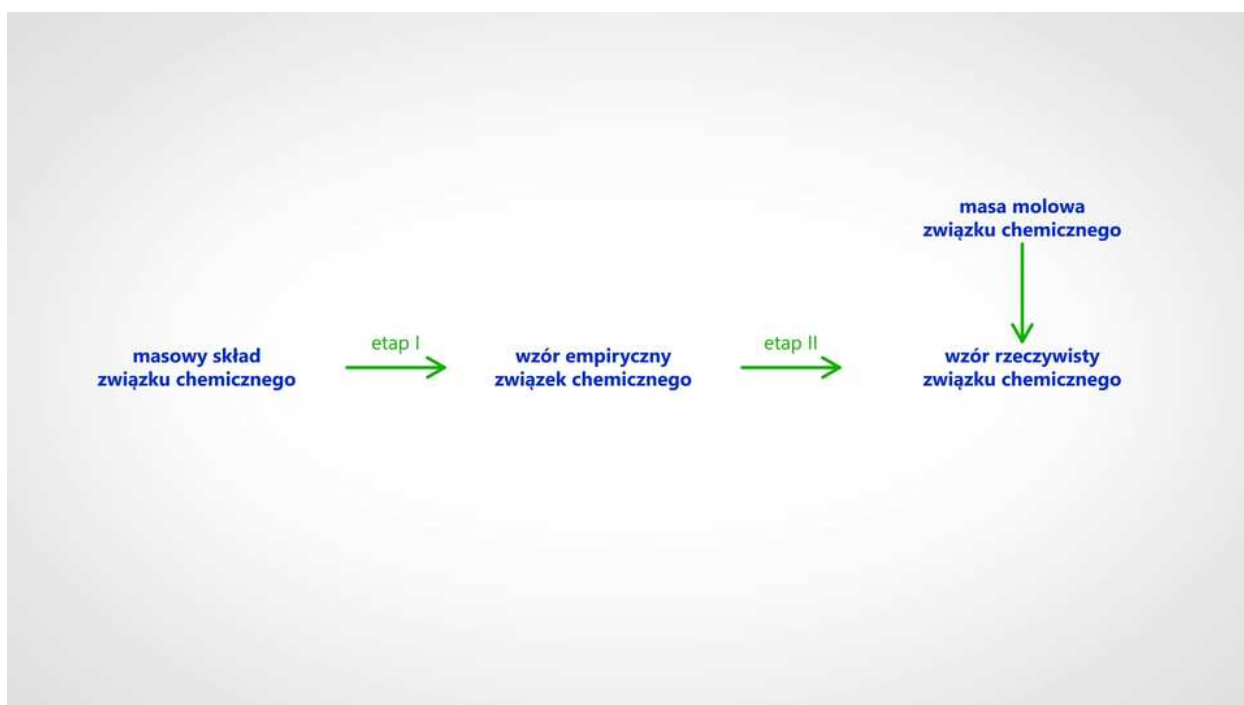 masa molowa
związku chemicznego
masowy skład
związku chemicznego
etap I
wzór empiryczny
związek chemicznego
etap II
wzór rzeczywisty
związku chemicznego